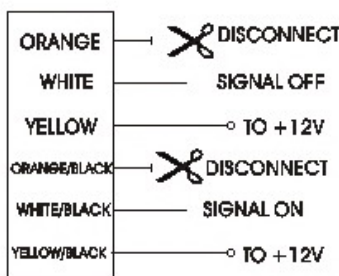 ORANGE DISCONNECT
WHITE SIGNAL OFF
YELLOW TO +12V
ORANGE/BLACK DISCONNECT
WHITE/BLACK SIGNAL ON
YELLOW/BLACK TO +12V